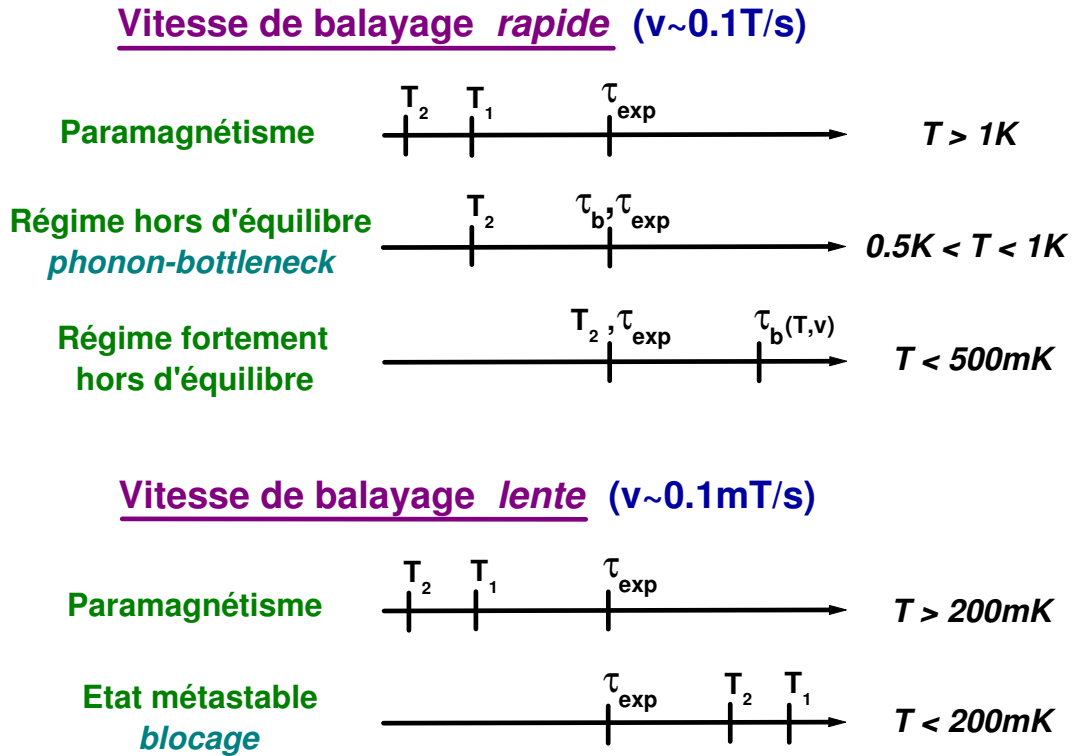 Vitesse de balayage rapide (v~0.1T/s)
T2 T1 τexp
Paramagnétisme T > 1K
T2 τb,τexp
Régime hors d'équilibre
phonon-bottleneck 0.5K < T < 1K
T2 ,τexp τb(T,v)
Régime fortement
hors d'équilibre T < 500mK
Vitesse de balayage lente (v~0.1mT/s)
T2 T1 τexp
Paramagnétisme T > 200mK
τexp T2 T1
Etat métastable
blocage T < 200mK